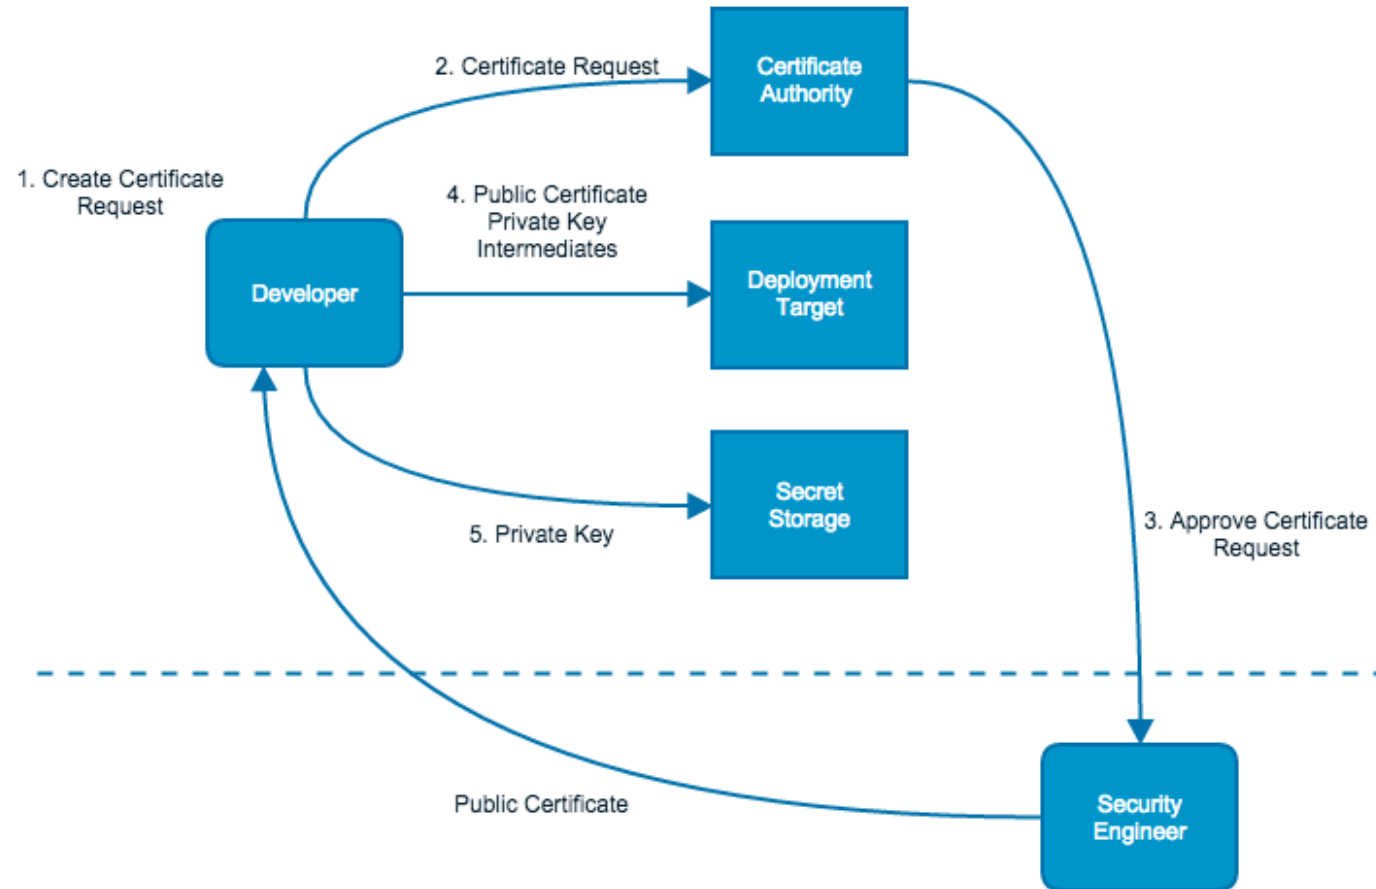 2. Certificate Request
Certificate
Authority
1. Create Certificate
Request
4. Public Certificate
Private Key
Intermediates
Developer
Deployment
Target
Secret
Storage
5. Private Key
3. Approve Certificate
Request
Public Certificate
Security
Engineer